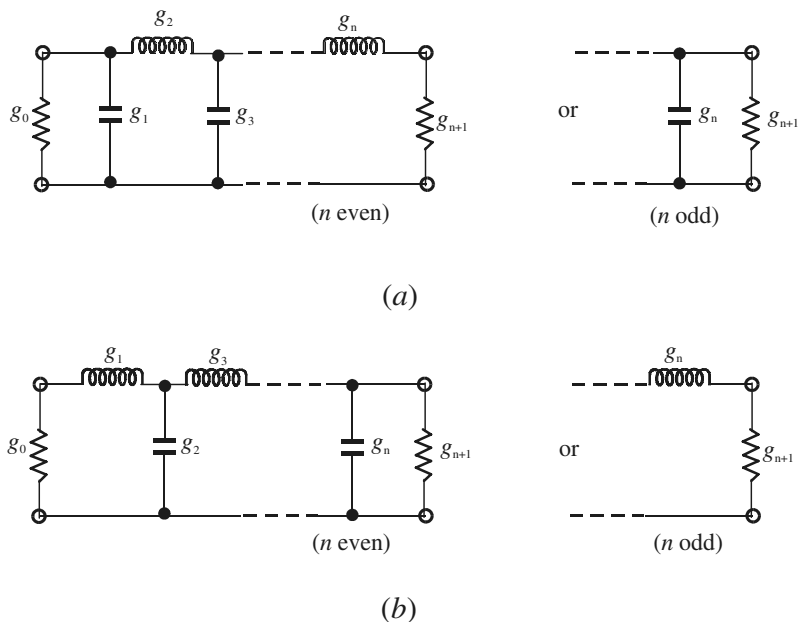 g2 gn
g0 g1 g3 gn+1 or gn gn+1
(n even) (n odd)
(a)
g1 g3 gn
g0 g2 gn gn+1 or gn+1
(n even) (n odd)
(b)